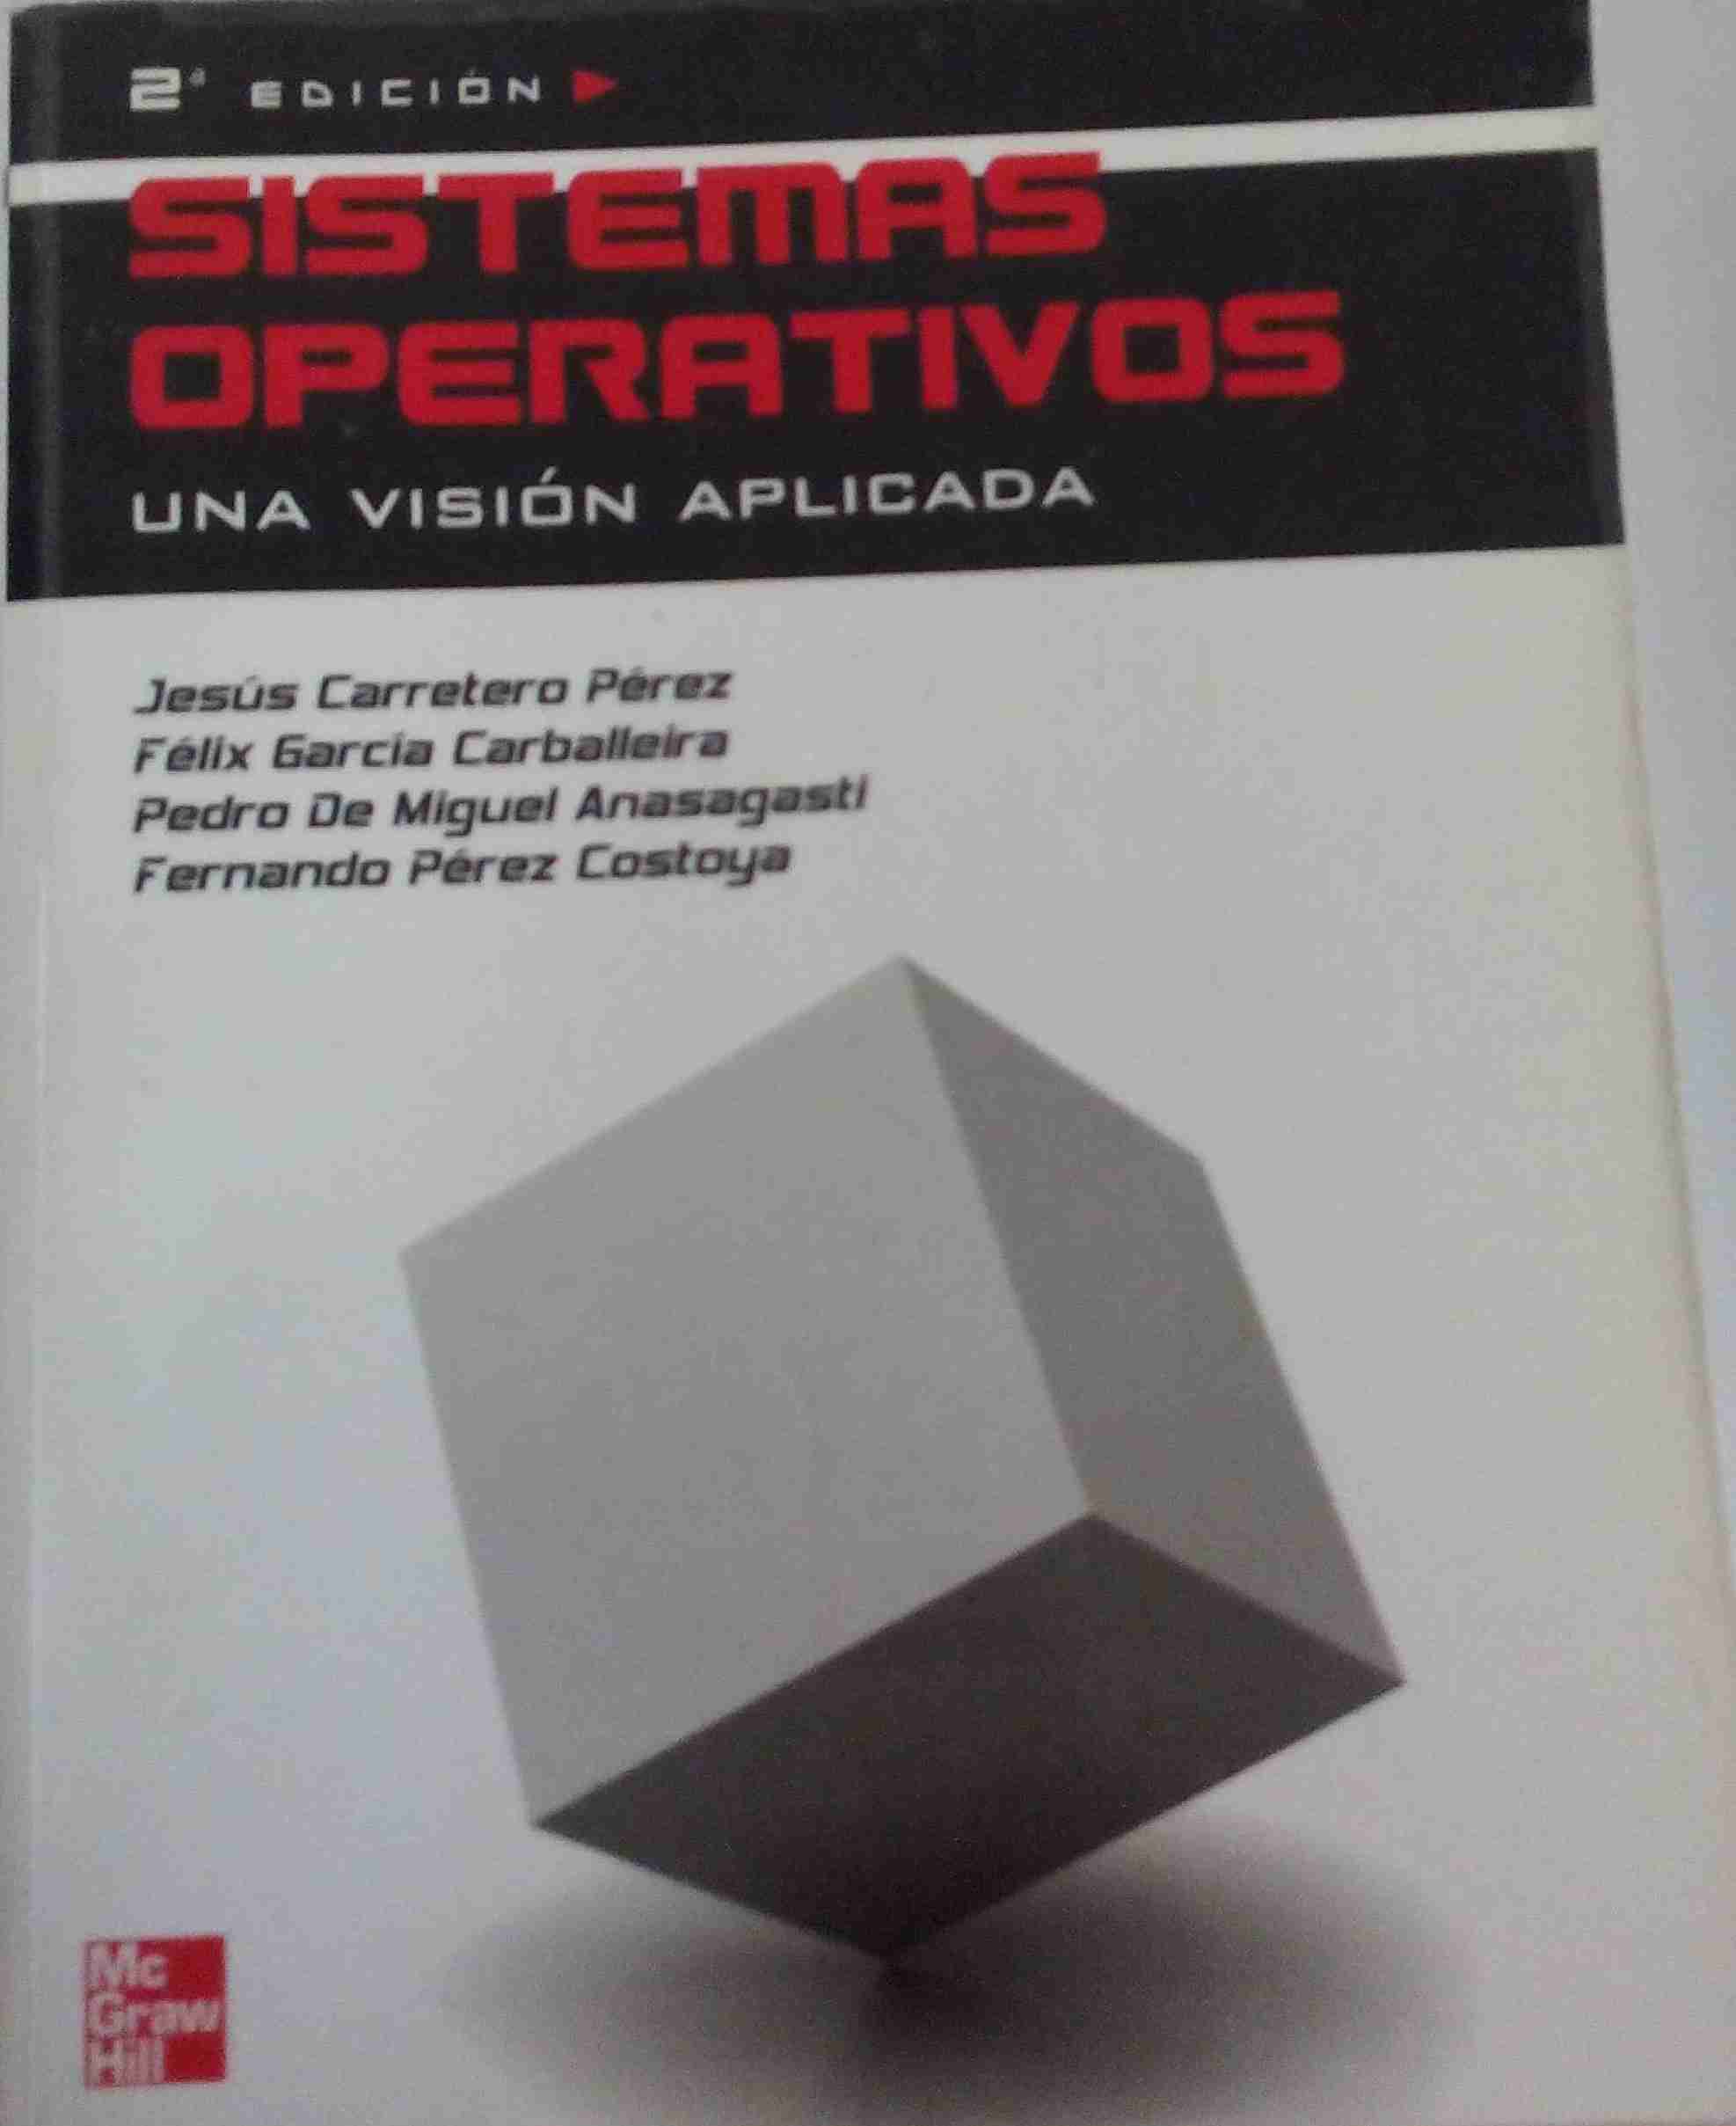 2ª EDICIÓN
SISTEMAS
OPERATIVOS
UNA VISIÓN APLICADA
Jesús Carretero Pérez
Félix García Carballeira
Pedro De Miguel Anasagasti
Fernando Pérez Costoya
Mc
Graw
Hill